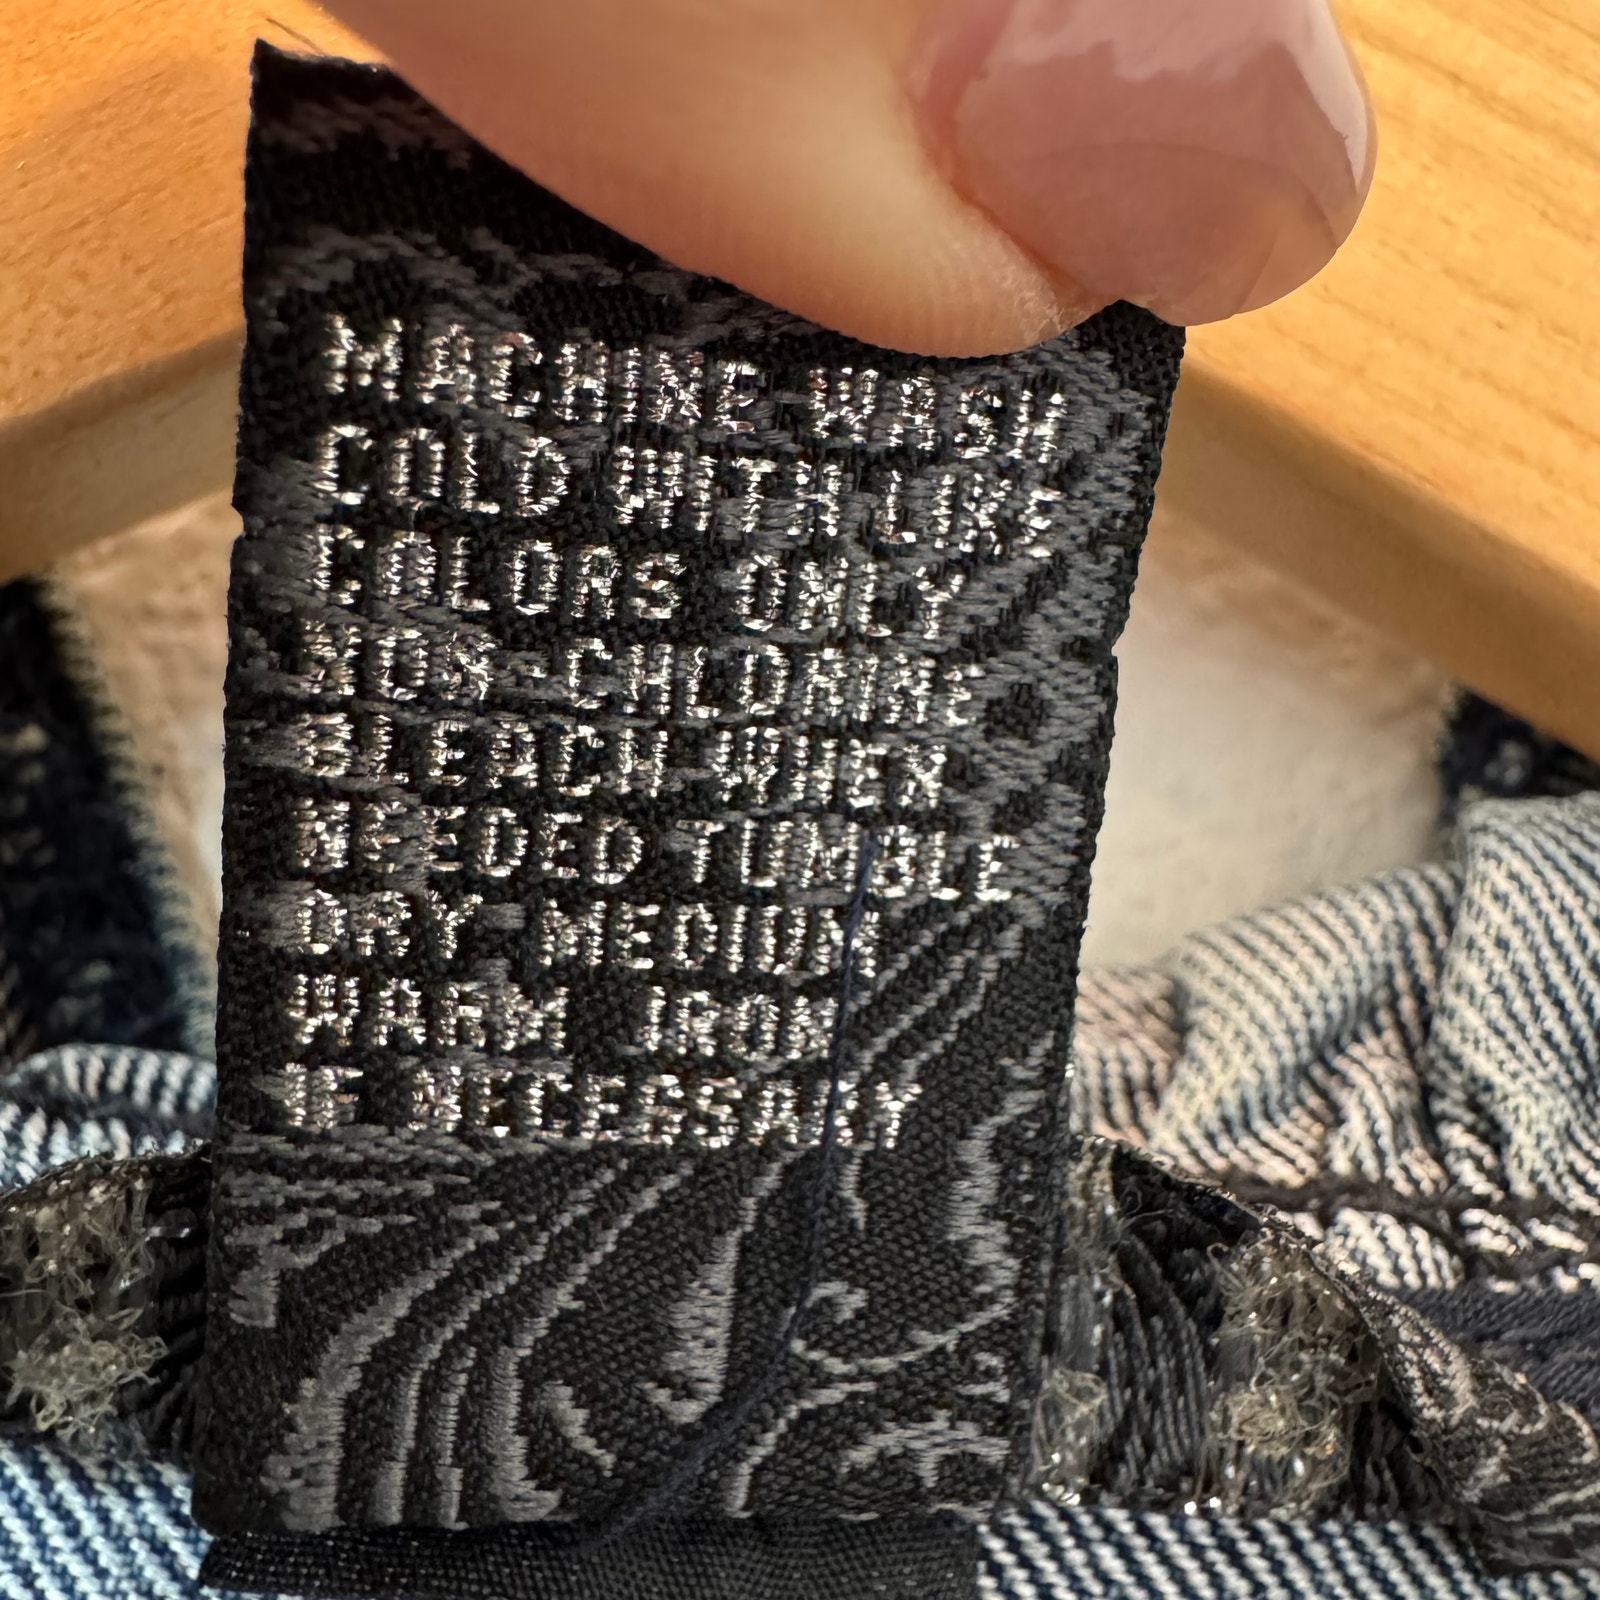 MACHINE WASH
COLD WITH LIKE
COLORS ONLY
NON-CHLORINE
BLEACH WHEN
NEEDED TUMBLE
DRY MEDIUM
WARM IRON
IF NECESSARY